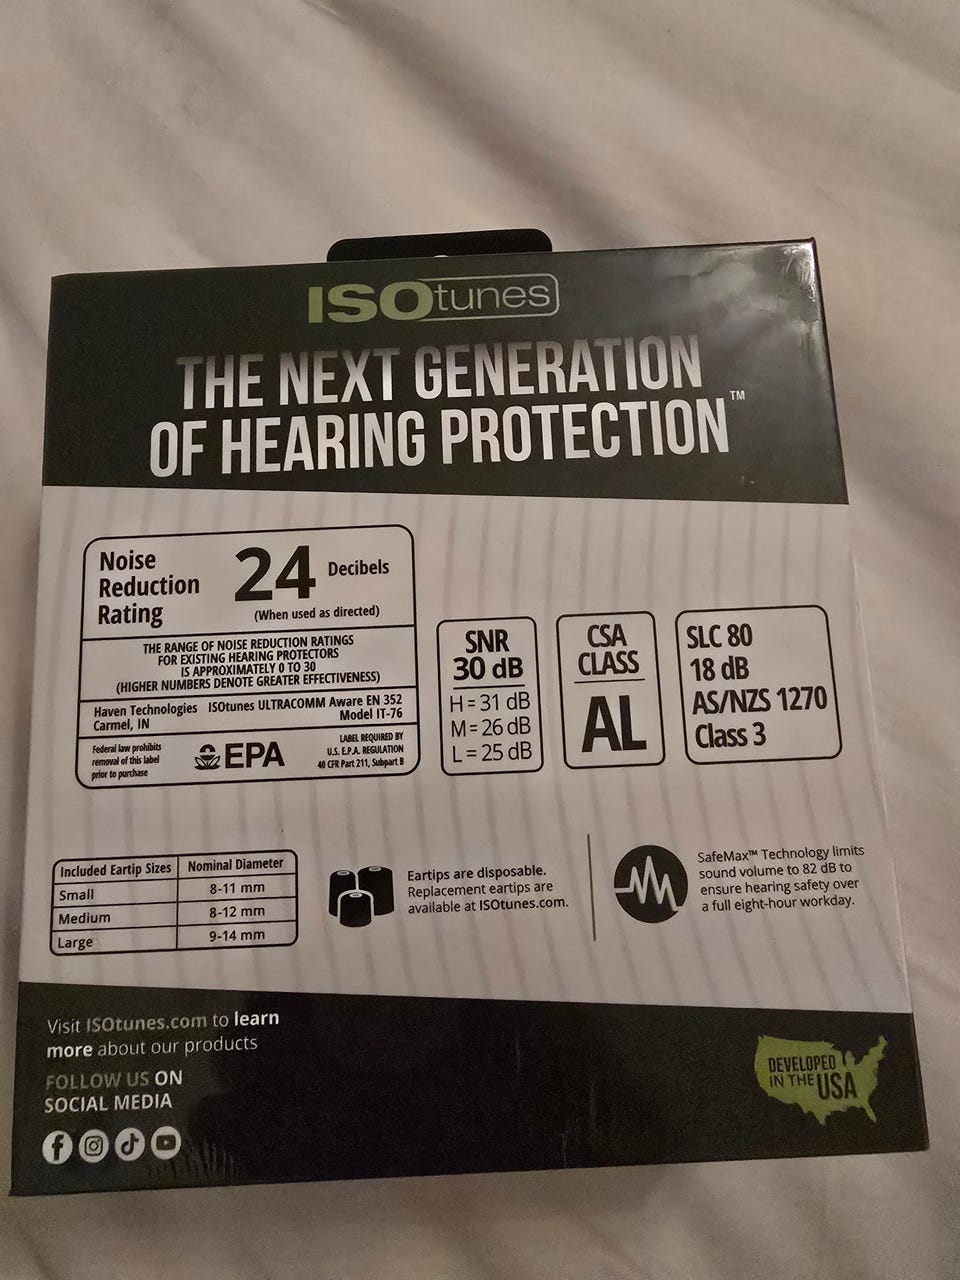 ISOtunes
THE NEXT GENERATION
OF HEARING PROTECTION™
Noise
Reduction
Rating
24 Decibels
(When used as directed)
THE RANGE OF NOISE REDUCTION RATINGS
FOR EXISTING HEARING PROTECTORS
IS APPROXIMATELY 0 TO 30
(HIGHER NUMBERS DENOTE GREATER EFFECTIVENESS)
Haven Technologies
Carmel, IN
ISOtunes ULTRACOMM Aware EN 352
Model IT-76
Federal law prohibits
removal of this label
prior to purchase
EPA
LABEL REQUIRED BY
U.S. E.P.A. REGULATION
40 CFR Part 211, Subpart B
SNR
30 dB
H = 31 dB
M = 26 dB
L = 25 dB
CSA
CLASS
AL
SLC 80
18 dB
AS/NZS 1270
Class 3
Included Eartip Sizes Nominal Diameter
Small 8-11 mm
Medium 8-12 mm
Large 9-14 mm
Eartips are disposable.
Replacement eartips are
available at ISOtunes.com.
SafeMax™ Technology limits
sound volume to 82 dB to
ensure hearing safety over
a full eight-hour workday.
Visit ISOtunes.com to learn
more about our products
FOLLOW US ON
SOCIAL MEDIA
DEVELOPED
IN THE USA